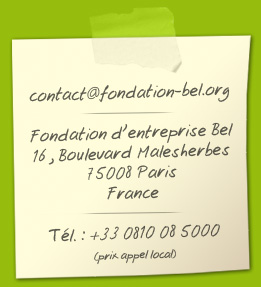 contact@fondation-bel.org
Fondation d'entreprise Bel
16, Boulevard Malesherbes
75008 Paris
France
Tél. : +33 0810 08 5000
(prix appel local)